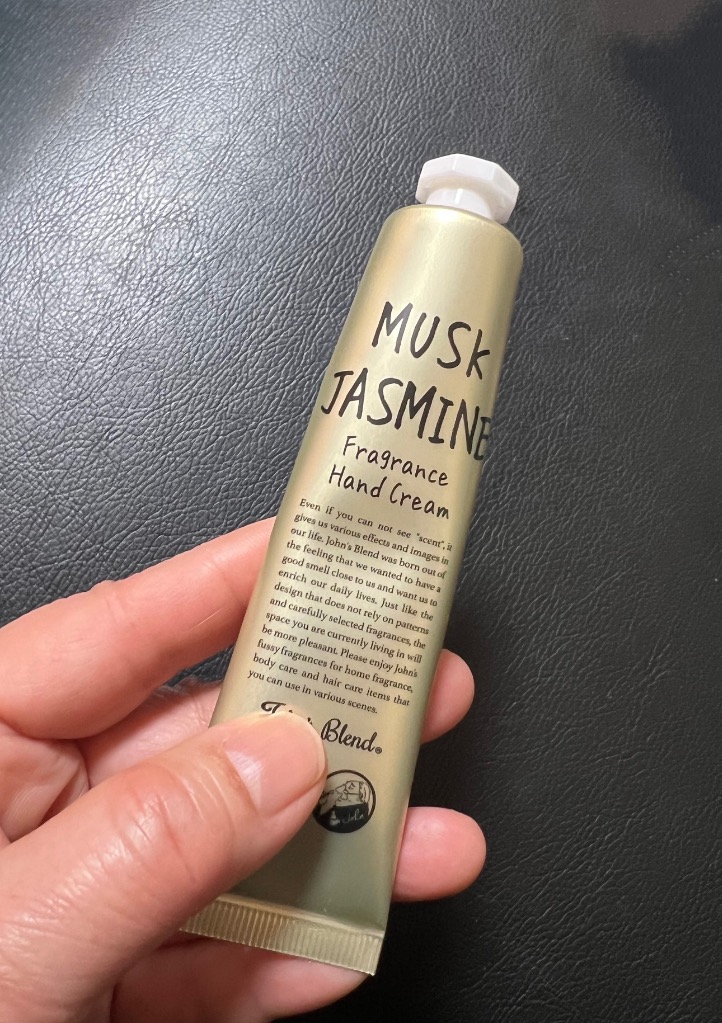 MUSK
JASMINE
Fragrance
Hand Cream
Even if you can not see "scent", it
gives us various effects and images in
our life. John's Blend was born out of
the feeling that we wanted to have a
good smell close to us and want us to
enrich our daily lives. Just like the
design that does not rely on patterns
and carefully selected fragrances, the
space you are currently living in will
be more pleasant. Please enjoy John's
fussy fragrances for home fragrance,
body care and hair care items that
you can use in various scenes.
Blend®